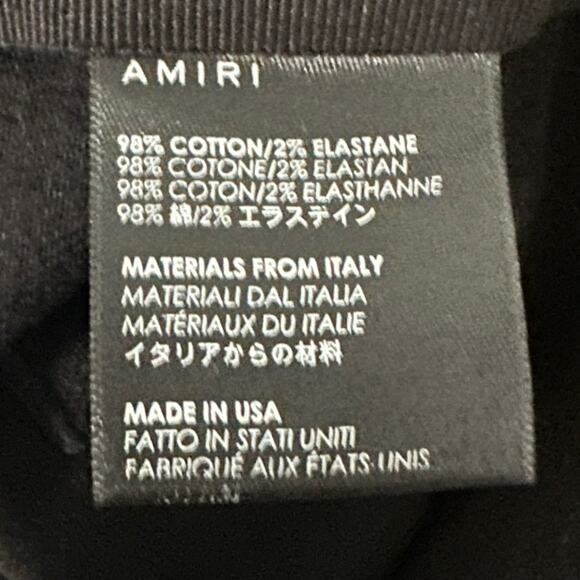 AMIRI
98% COTTON/2% ELASTANE
98% COTONE/2% ELASTAN
98% COTON/2% ELASTHANNE
98% 綿/2% エラステイン
MATERIALS FROM ITALY
MATERIALI DAL ITALIA
MATÉRIAUX DU ITALIE
イタリアからの材料
MADE IN USA
FATTO IN STATI UNITI
FABRIQUÉ AUX ÉTATS-UNIS